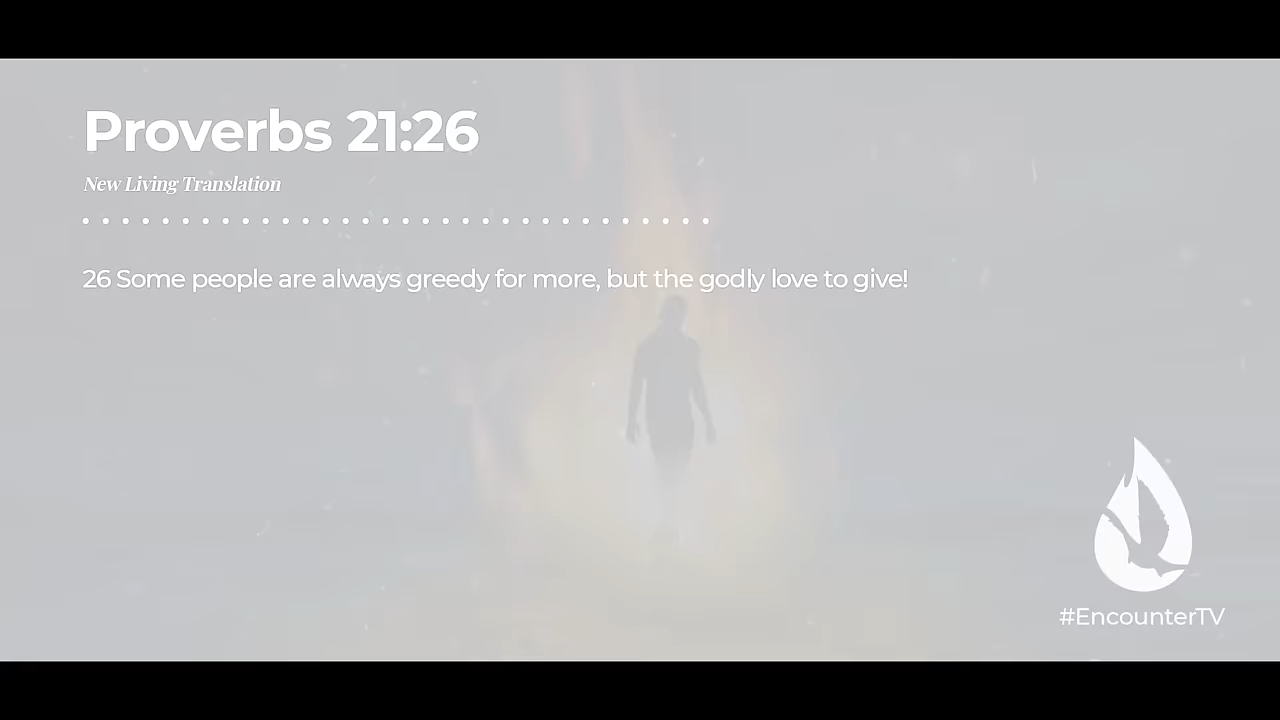 Proverbs 21:26
New Living Translation
26 Some people are always greedy for more, but the godly love to give!
#EncounterTV